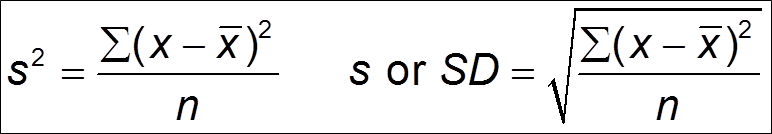 s² = Σ(x − x̄)² / n    s or SD = √(Σ(x − x̄)² / n)